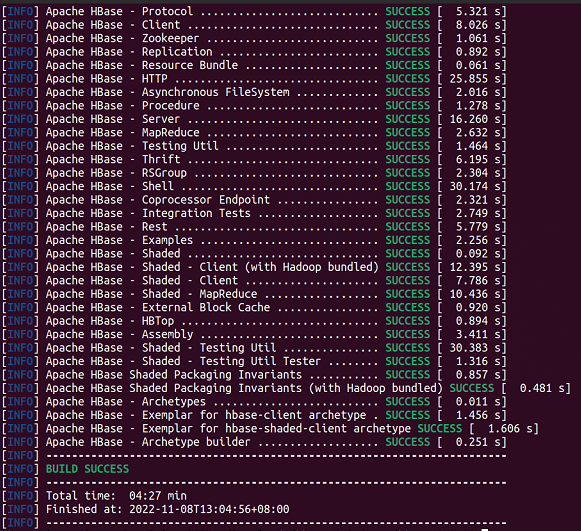 [INFO] Apache HBase - Protocol ........................... SUCCESS [  5.321 s]
[INFO] Apache HBase - Client ............................. SUCCESS [  8.026 s]
[INFO] Apache HBase - Zookeeper .......................... SUCCESS [  1.061 s]
[INFO] Apache HBase - Replication ........................ SUCCESS [  0.892 s]
[INFO] Apache HBase - Resource Bundle .................... SUCCESS [  0.061 s]
[INFO] Apache HBase - HTTP ............................... SUCCESS [ 25.855 s]
[INFO] Apache HBase - Asynchronous FileSystem ............ SUCCESS [  2.016 s]
[INFO] Apache HBase - Procedure .......................... SUCCESS [  1.278 s]
[INFO] Apache HBase - Server ............................. SUCCESS [ 16.260 s]
[INFO] Apache HBase - MapReduce .......................... SUCCESS [  2.632 s]
[INFO] Apache HBase - Testing Util ....................... SUCCESS [  1.464 s]
[INFO] Apache HBase - Thrift ............................. SUCCESS [  6.195 s]
[INFO] Apache HBase - RSGroup ............................ SUCCESS [  2.304 s]
[INFO] Apache HBase - Shell .............................. SUCCESS [ 30.174 s]
[INFO] Apache HBase - Coprocessor Endpoint ............... SUCCESS [  2.321 s]
[INFO] Apache HBase - Integration Tests .................. SUCCESS [  2.749 s]
[INFO] Apache HBase - Rest ............................... SUCCESS [  5.779 s]
[INFO] Apache HBase - Examples ........................... SUCCESS [  2.256 s]
[INFO] Apache HBase - Shaded ............................. SUCCESS [  0.092 s]
[INFO] Apache HBase - Shaded - Client (with Hadoop bundled) SUCCESS [ 12.395 s]
[INFO] Apache HBase - Shaded - Client .................... SUCCESS [  7.786 s]
[INFO] Apache HBase - Shaded - MapReduce ................. SUCCESS [ 10.436 s]
[INFO] Apache HBase - External Block Cache ............... SUCCESS [  0.920 s]
[INFO] Apache HBase - HBTop .............................. SUCCESS [  0.894 s]
[INFO] Apache HBase - Assembly ........................... SUCCESS [  3.411 s]
[INFO] Apache HBase - Shaded - Testing Util .............. SUCCESS [ 30.383 s]
[INFO] Apache HBase - Shaded - Testing Util Tester ....... SUCCESS [  1.316 s]
[INFO] Apache HBase Shaded Packaging Invariants .......... SUCCESS [  0.857 s]
[INFO] Apache HBase Shaded Packaging Invariants (with Hadoop bundled) SUCCESS [  0.481 s]
[INFO] Apache HBase - Archetypes ......................... SUCCESS [  0.011 s]
[INFO] Apache HBase - Exemplar for hbase-client archetype . SUCCESS [  1.456 s]
[INFO] Apache HBase - Exemplar for hbase-shaded-client archetype SUCCESS [  1.606 s]
[INFO] Apache HBase - Archetype builder .................. SUCCESS [  0.251 s]
[INFO] ------------------------------------------------------------------------
[INFO] BUILD SUCCESS
[INFO] ------------------------------------------------------------------------
[INFO] Total time:  04:27 min
[INFO] Finished at: 2022-11-08T13:04:56+08:00
[INFO] ------------------------------------------------------------------------